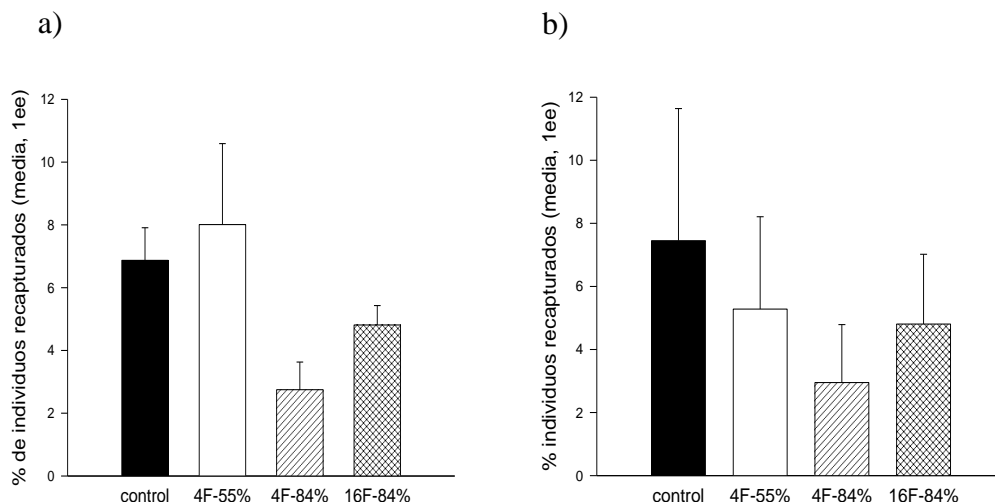 a)
% de individuos recapturados (media, 1ee)
12
10
8
6
4
2
0
control 4F-55% 4F-84% 16F-84%
b)
% individuos recapturados (media, 1ee)
12
10
8
6
4
2
0
control 4F-55% 4F-84% 16F-84%